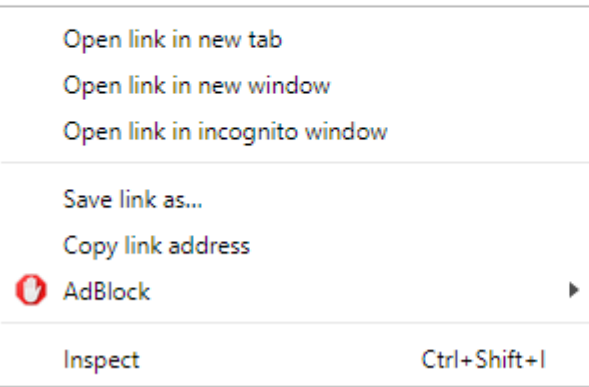 Open link in new tab
Open link in new window
Open link in incognito window
Save link as...
Copy link address
AdBlock
Inspect Ctrl+Shift+I